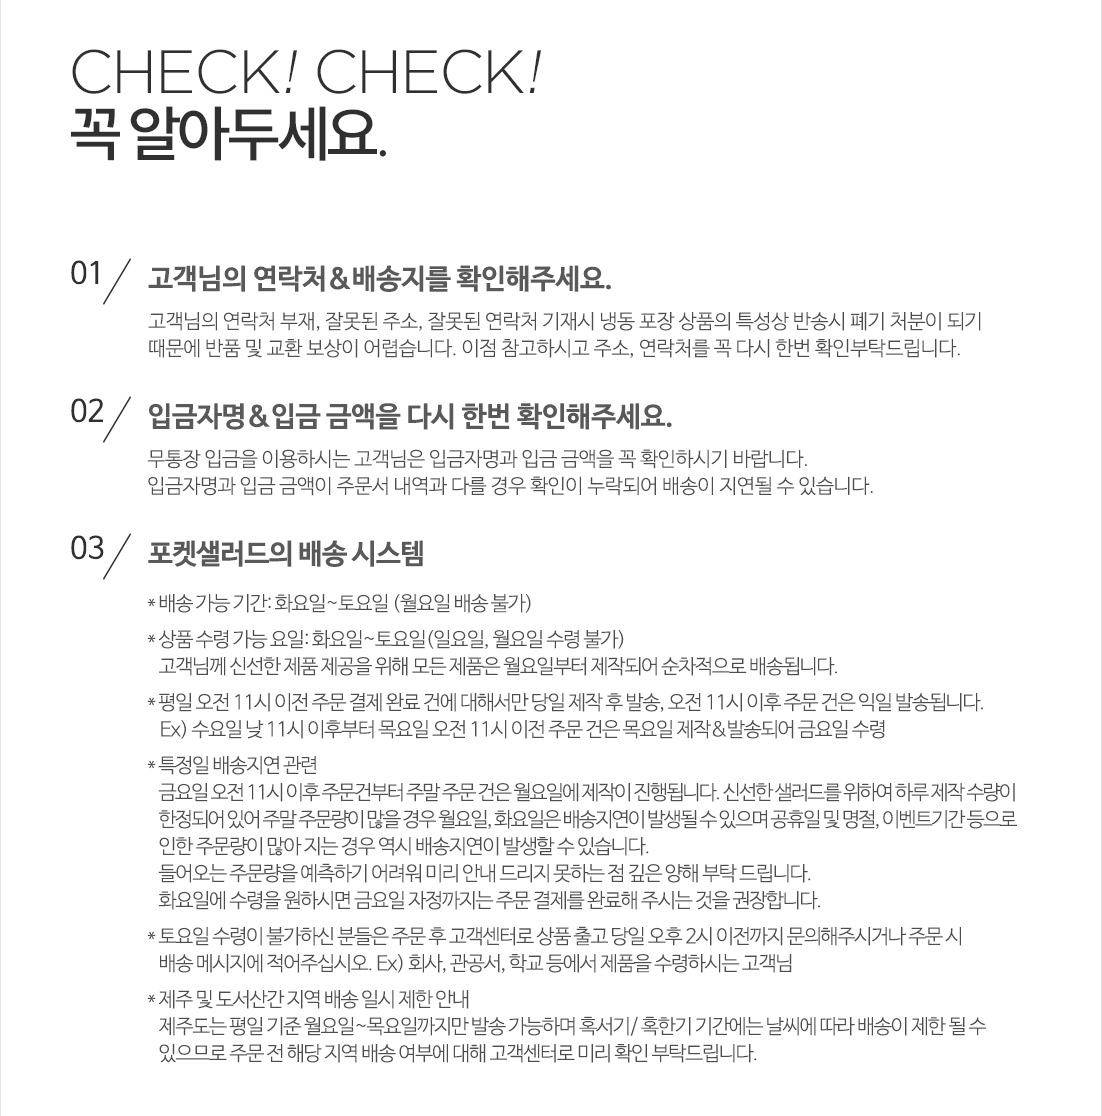 CHECK! CHECK!
꼭 알아두세요.
01 고객님의 연락처&배송지를 확인해주세요.
고객님의 연락처 부재, 잘못된 주소, 잘못된 연락처 기재시 냉동 포장 상품의 특성상 반송시 폐기 처분이 되기
때문에 반품 및 교환 보상이 어렵습니다. 이점 참고하시고 주소, 연락처를 꼭 다시 한번 확인부탁드립니다.
02 입금자명&입금 금액을 다시 한번 확인해주세요.
무통장 입금을 이용하시는 고객님은 입금자명과 입금 금액을 꼭 확인하시기 바랍니다.
입금자명과 입금 금액이 주문서 내역과 다를 경우 확인이 누락되어 배송이 지연될 수 있습니다.
03 포켓샐러드의 배송 시스템
* 배송 가능 기간: 화요일~토요일 (월요일 배송 불가)
* 상품 수령 가능 요일: 화요일~토요일(일요일, 월요일 수령 불가)
고객님께 신선한 제품 제공을 위해 모든 제품은 월요일부터 제작되어 순차적으로 배송됩니다.
* 평일 오전 11시 이전 주문 결제 완료 건에 대해서만 당일 제작 후 발송, 오전 11시 이후 주문 건은 익일 발송됩니다.
Ex) 수요일 낮 11시 이후부터 목요일 오전 11시 이전 주문 건은 목요일 제작&발송되어 금요일 수령
* 특정일 배송지연 관련
금요일 오전 11시 이후 주문건부터 주말 주문 건은 월요일에 제작이 진행됩니다. 신선한 샐러드를 위하여 하루 제작 수량이
한정되어 있어 주말 주문량이 많을 경우 월요일, 화요일은 배송지연이 발생될 수 있으며 공휴일 및 명절, 이벤트기간 등으로
인한 주문량이 많아 지는 경우 역시 배송지연이 발생할 수 있습니다.
들어오는 주문량을 예측하기 어려워 미리 안내 드리지 못하는 점 깊은 양해 부탁 드립니다.
화요일에 수령을 원하시면 금요일 자정까지는 주문 결제를 완료해 주시는 것을 권장합니다.
* 토요일 수령이 불가하신 분들은 주문 후 고객센터로 상품 출고 당일 오후 2시 이전까지 문의해주시거나 주문 시
배송 메시지에 적어주십시오. Ex) 회사, 관공서, 학교 등에서 제품을 수령하시는 고객님
* 제주 및 도서산간 지역 배송 일시 제한 안내
제주도는 평일 기준 월요일~목요일까지만 발송 가능하며 혹서기/ 혹한기 기간에는 날씨에 따라 배송이 제한 될 수
있으므로 주문 전 해당 지역 배송 여부에 대해 고객센터로 미리 확인 부탁드립니다.